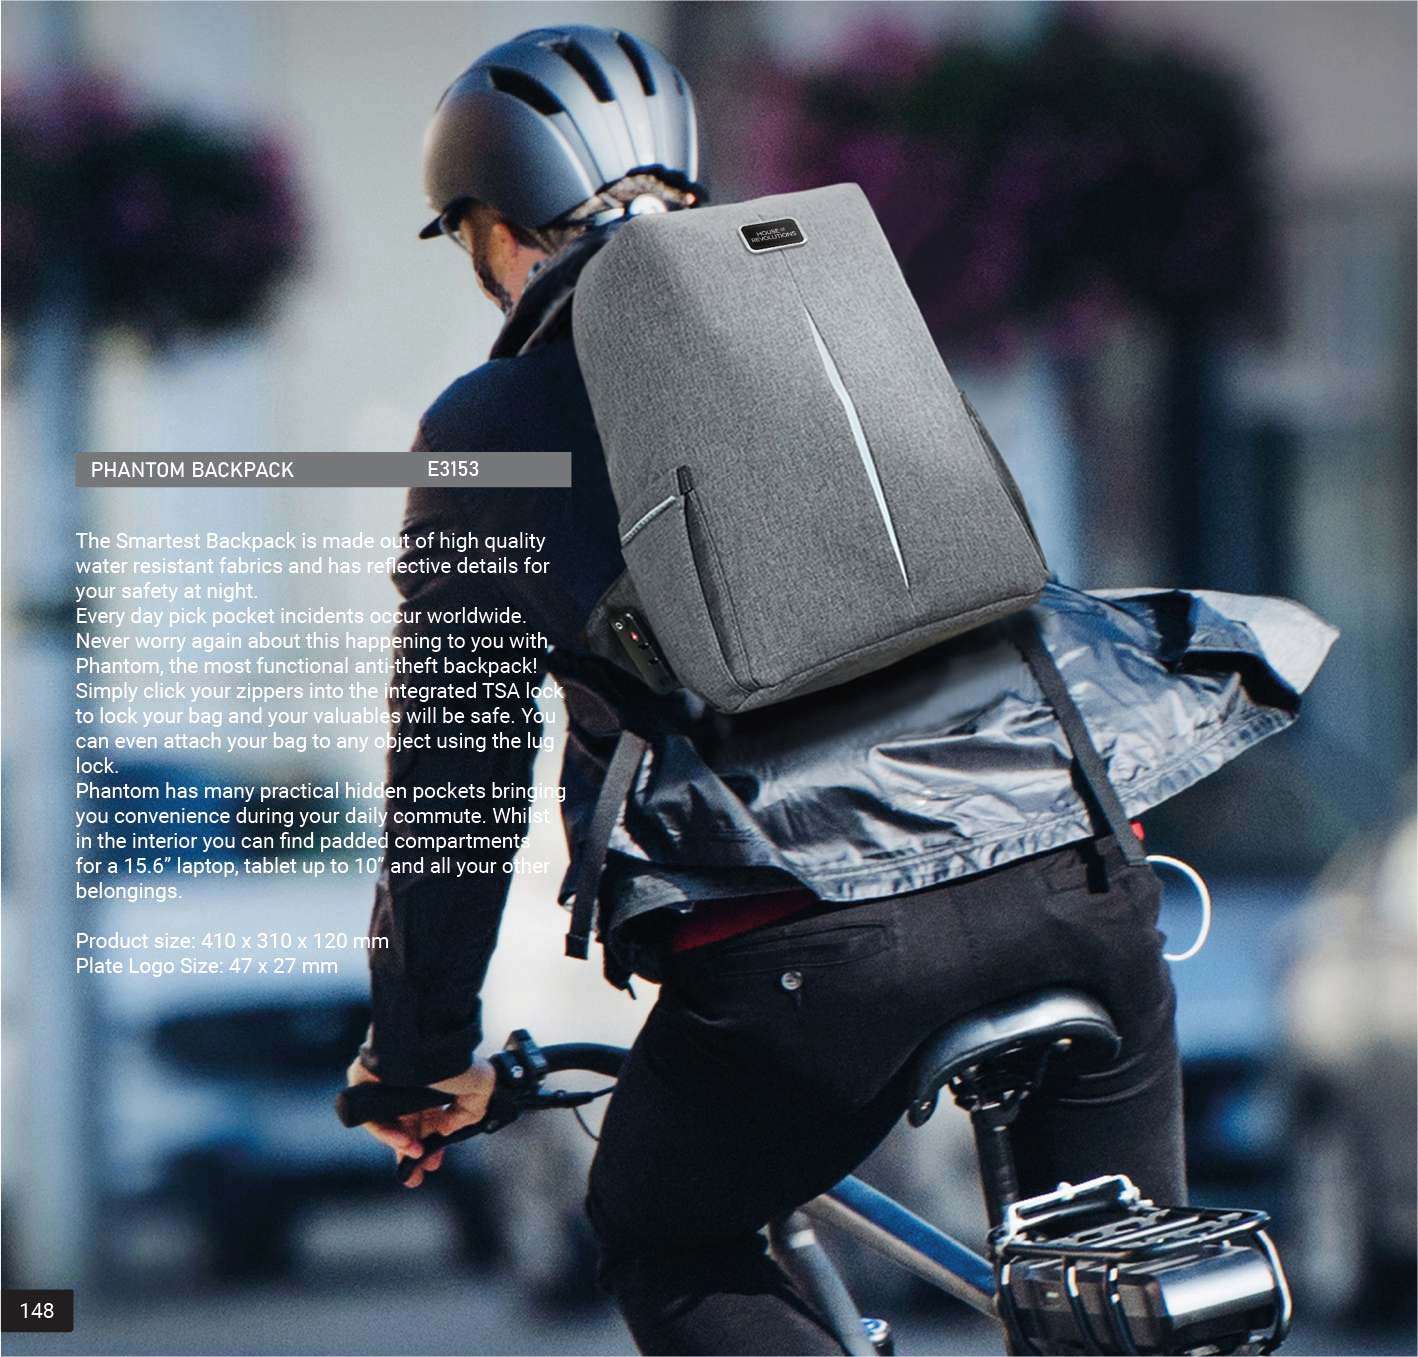 HOUSE OF
REVOLUTIONS
PHANTOM BACKPACK E3153
The Smartest Backpack is made out of high quality
water resistant fabrics and has reflective details for
your safety at night.
Every day pick pocket incidents occur worldwide.
Never worry again about this happening to you with
Phantom, the most functional anti-theft backpack!
Simply click your zippers into the integrated TSA lock
to lock your bag and your valuables will be safe. You
can even attach your bag to any object using the lug
lock.
Phantom has many practical hidden pockets bringing
you convenience during your daily commute. Whilst
in the interior you can find padded compartments
for a 15.6” laptop, tablet up to 10” and all your other
belongings.
Product size: 410 x 310 x 120 mm
Plate Logo Size: 47 x 27 mm
148